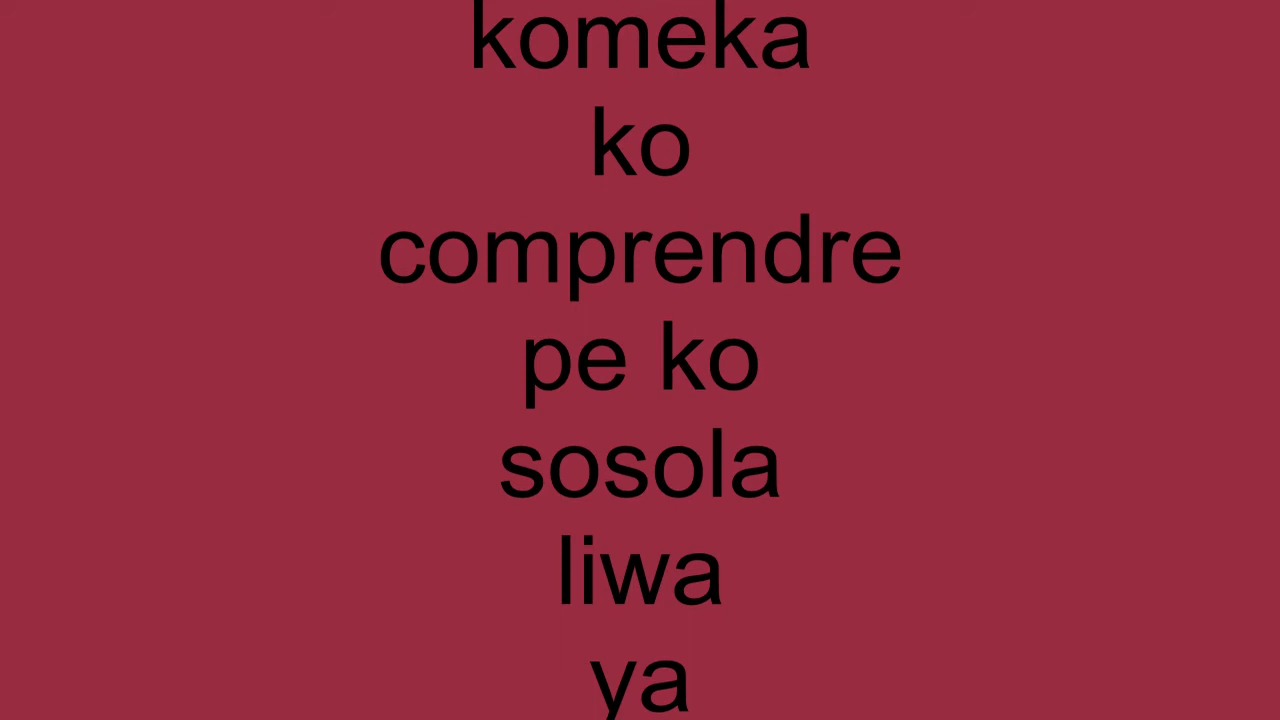 komeka
ko
comprendre
pe ko
sosola
liwa
ya